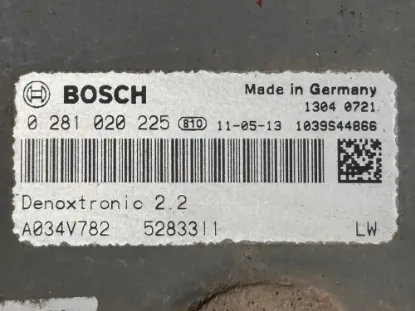 BOSCH
Made in Germany
1304 0721
0 281 020 225 810 11-05-13 1039S44866
Denoxtronic 2.2
A034V782 5283311 LW